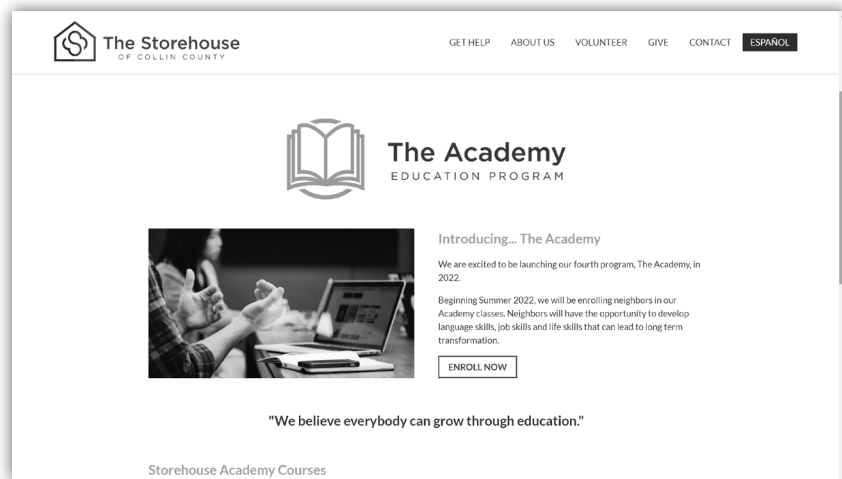 The Storehouse
OF COLLIN COUNTY
GET HELP ABOUT US VOLUNTEER GIVE CONTACT ESPAÑOL
The Academy
EDUCATION PROGRAM
Introducing... The Academy
We are excited to be launching our fourth program, The Academy, in
2022.
Beginning Summer 2022, we will be enrolling neighbors in our
Academy classes. Neighbors will have the opportunity to develop
language skills, job skills and life skills that can lead to long term
transformation.
ENROLL NOW
"We believe everybody can grow through education."
Storehouse Academy Courses